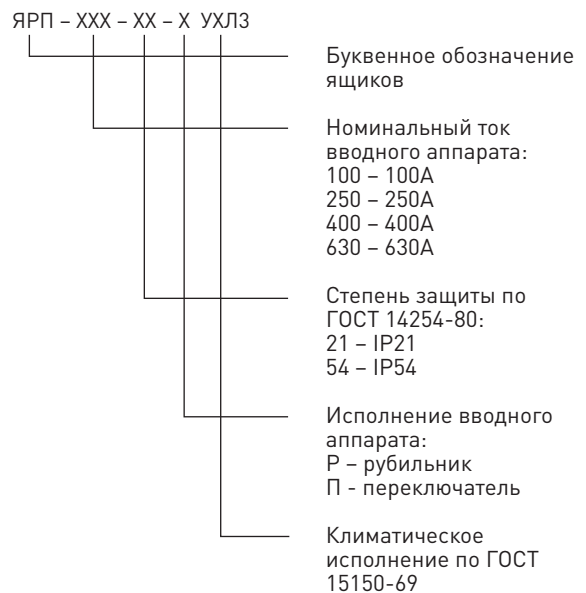 ЯРП – ХХХ – ХХ – Х УХЛ3
Буквенное обозначение
ящиков
Номинальный ток
вводного аппарата:
100 – 100А
250 – 250А
400 – 400А
630 – 630А
Степень защиты по
ГОСТ 14254-80:
21 – IP21
54 – IP54
Исполнение вводного
аппарата:
Р – рубильник
П - переключатель
Климатическое
исполнение по ГОСТ
15150-69